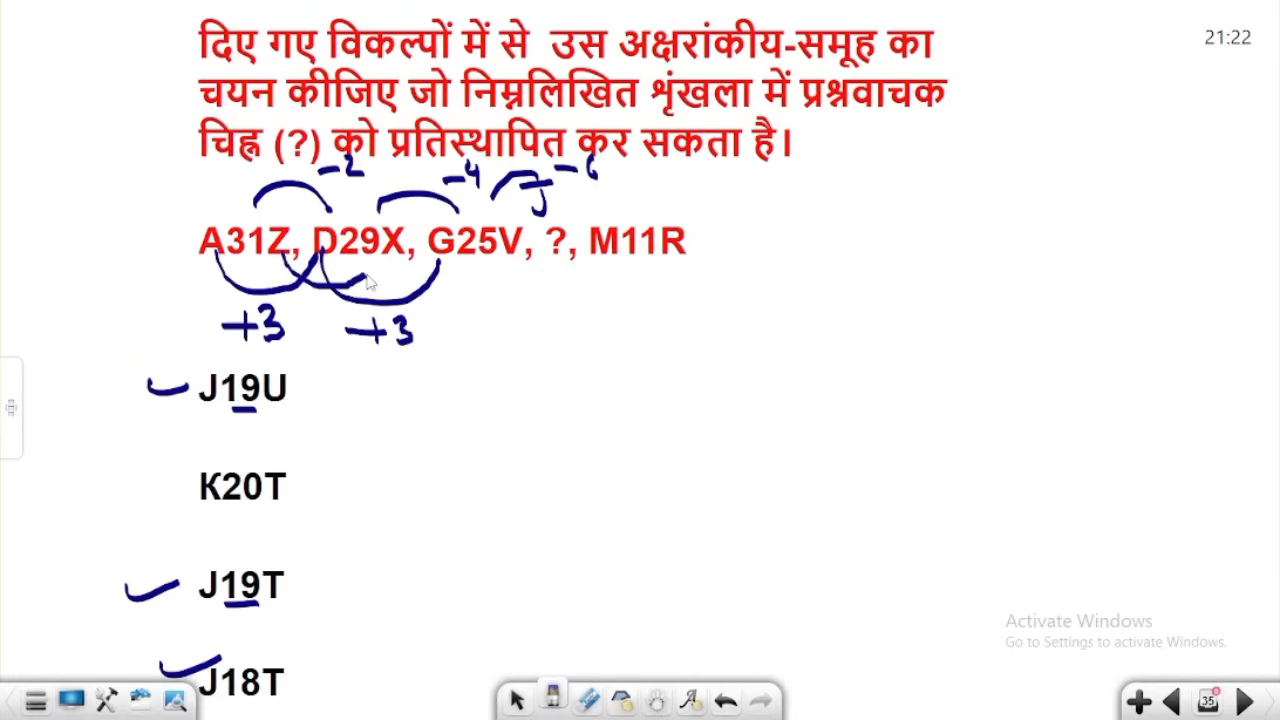 21:22
दिए गए विकल्पों में से उस अक्षरांकीय-समूह का
चयन कीजिए जो निम्नलिखित शृंखला में प्रश्नवाचक
चिह्न (?) को प्रतिस्थापित कर सकता है।
-2 -4 -6
J
A31Z, D29X, G25V, ?, M11R
+3 +3
J19U
K20T
J19T
J18T
Activate Windows
Go to Settings to activate Windows.
35